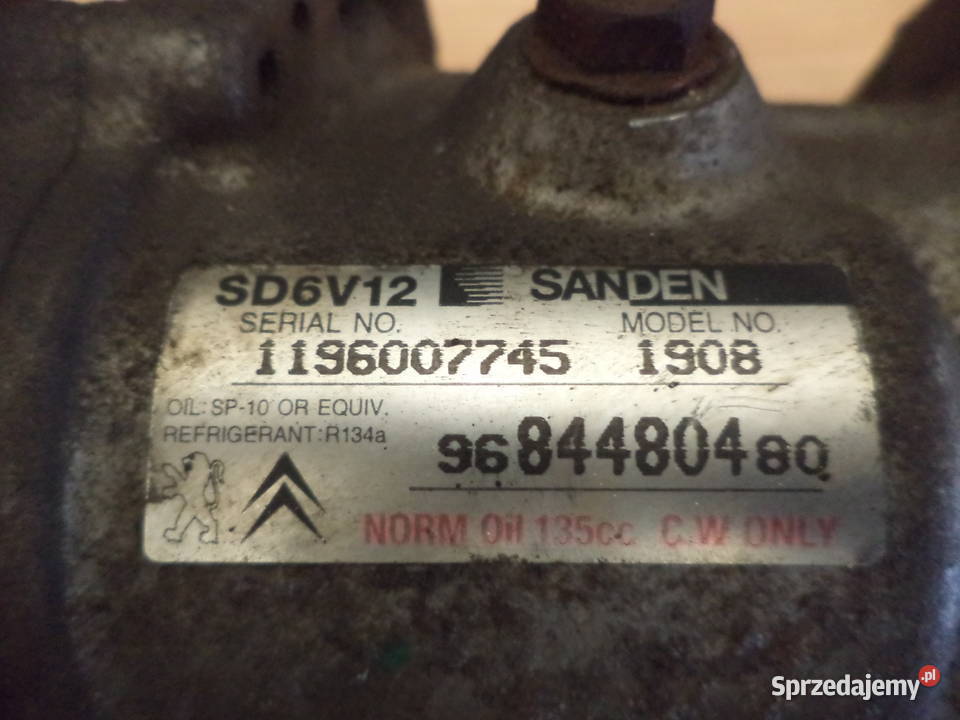 SD6V12 SANDEN
SERIAL NO. MODEL NO.
1196007745 1908
OIL: SP-10 OR EQUIV.
REFRIGERANT: R134a
9684480480
NORM Oil 135cc C.W ONLY
Sprzedajemy.pl